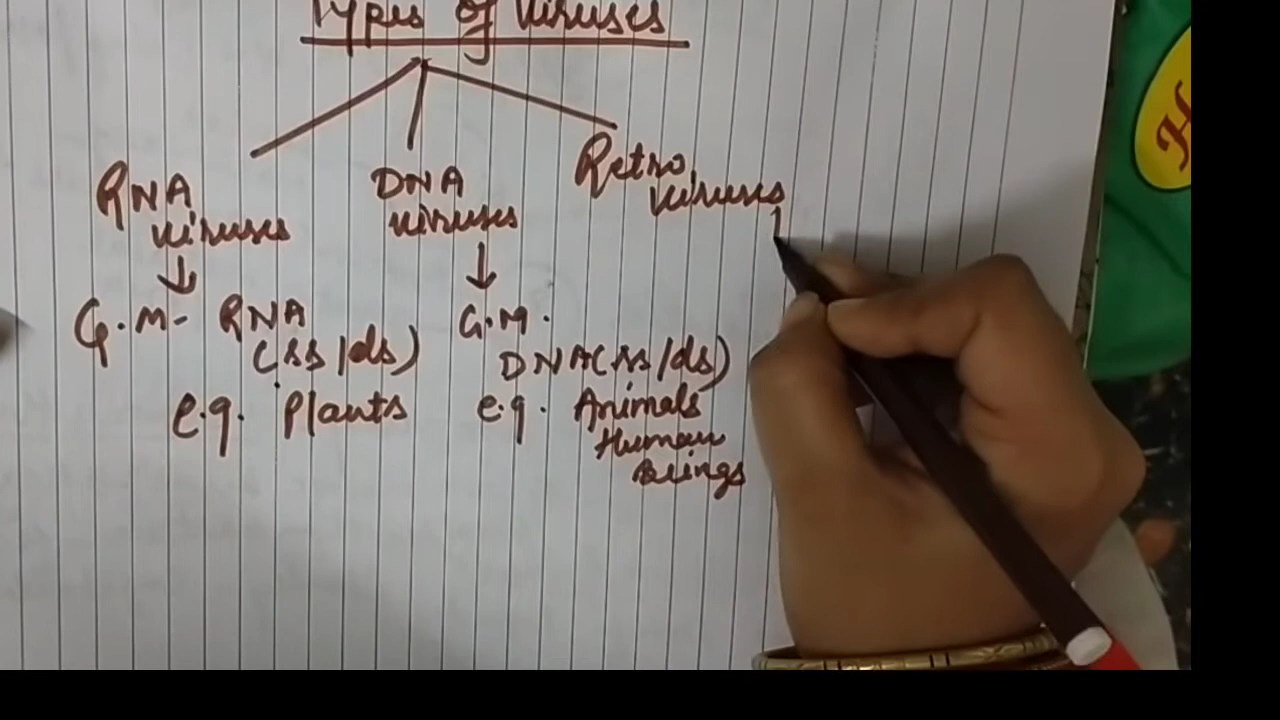 Types of Viruses
RNA
viruses
DNA
viruses
Retro
Viruses
G.M- RNA
(ss/ds)
e.g. Plants
G.M.
DNA(ss/ds)
e.g. Animals
Human
Beings
H